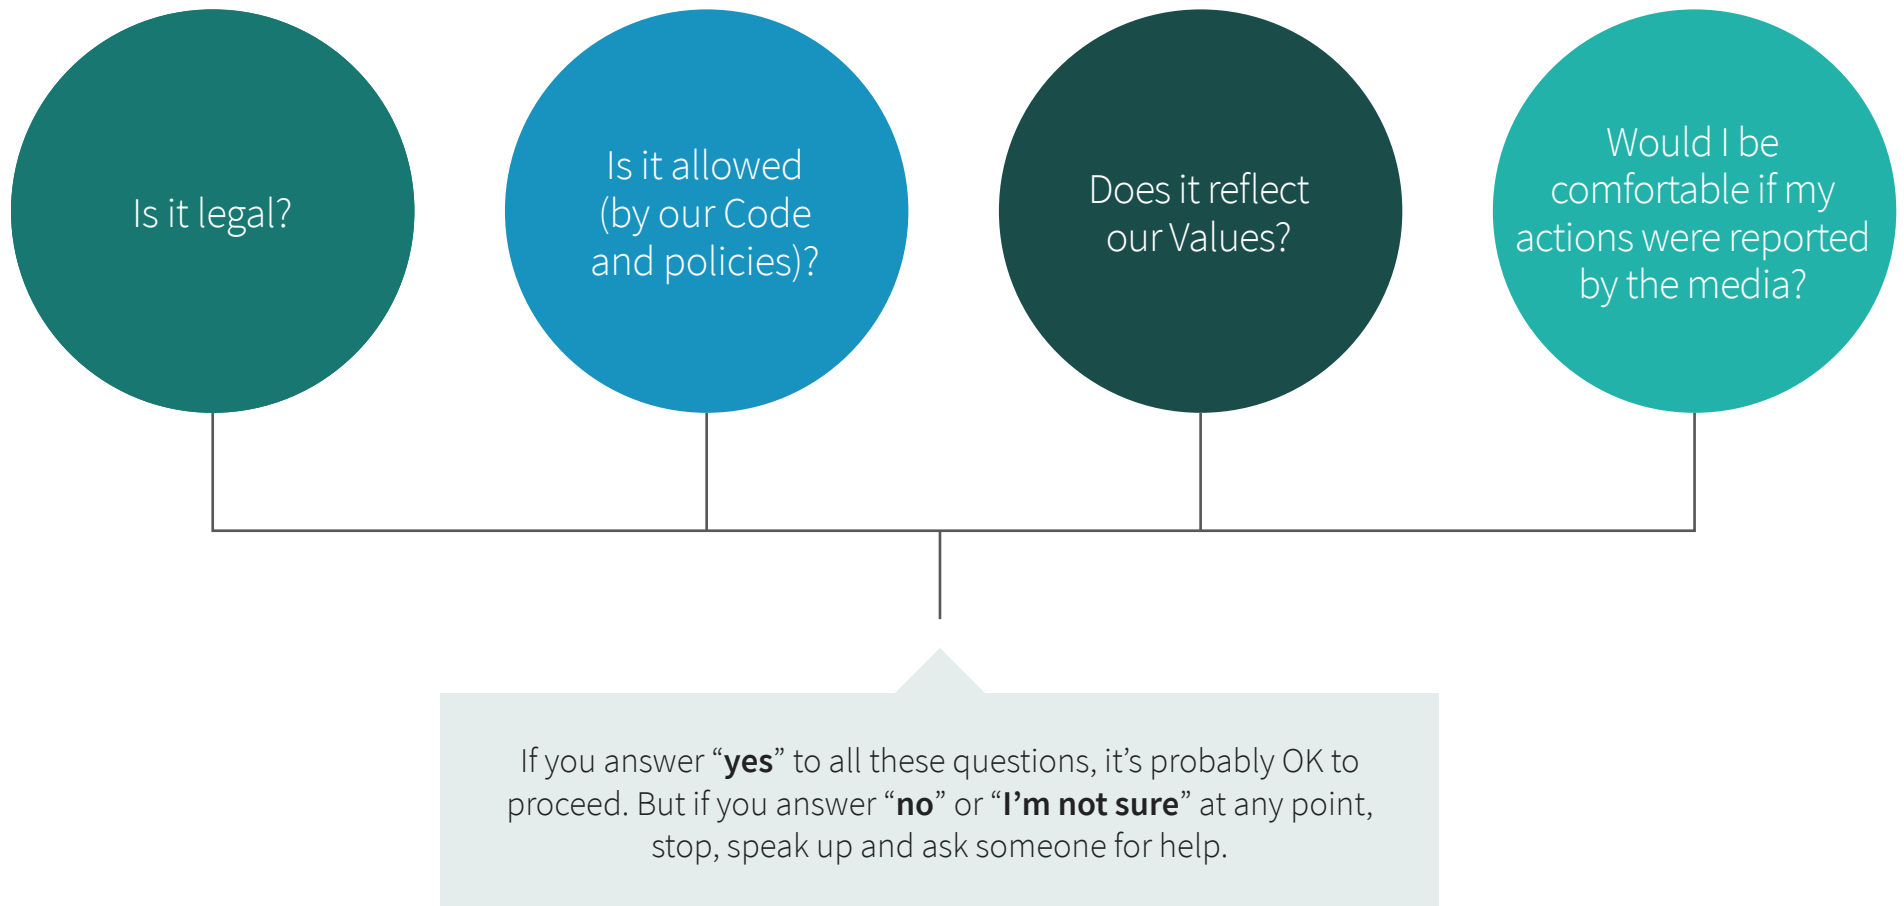 Is it legal?
Is it allowed
(by our Code
and policies)?
Does it reflect
our Values?
Would I be
comfortable if my
actions were reported
by the media?
If you answer “yes” to all these questions, it’s probably OK to
proceed. But if you answer “no” or “I’m not sure” at any point,
stop, speak up and ask someone for help.